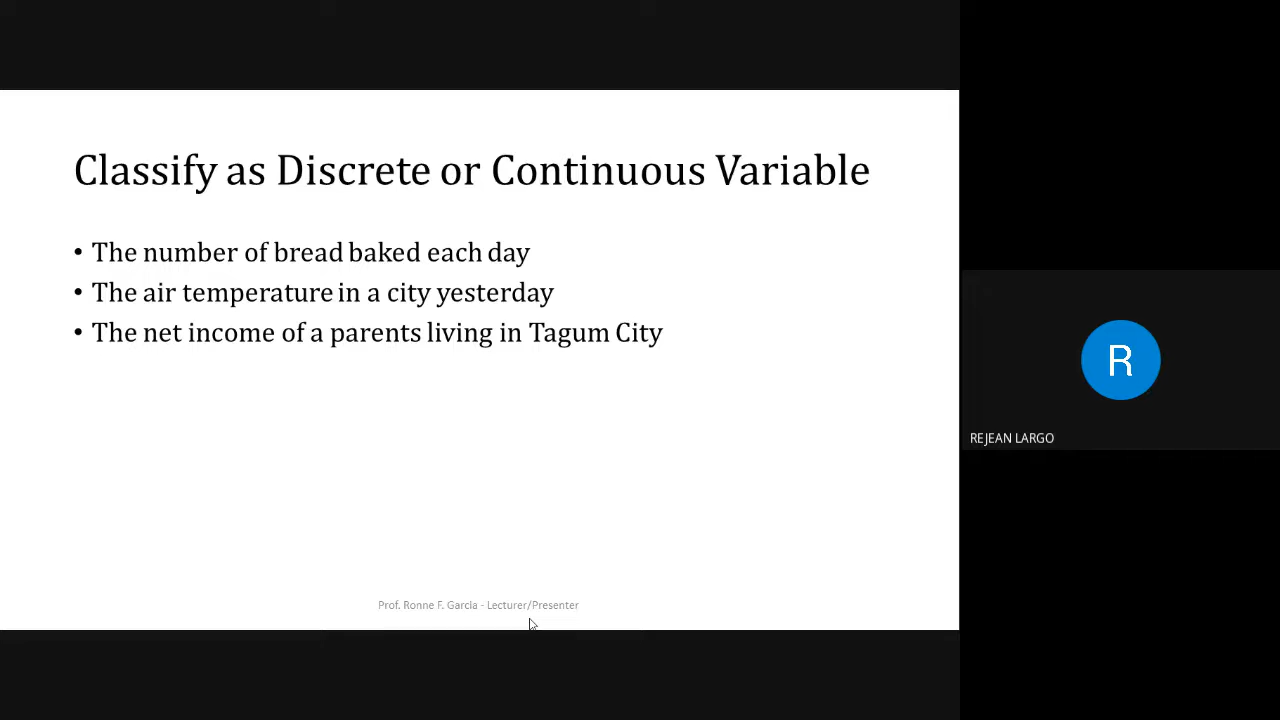 Classify as Discrete or Continuous Variable
• The number of bread baked each day
• The air temperature in a city yesterday
• The net income of a parents living in Tagum City
Prof. Ronne F. Garcia - Lecturer/Presenter
R
REJEAN LARGO